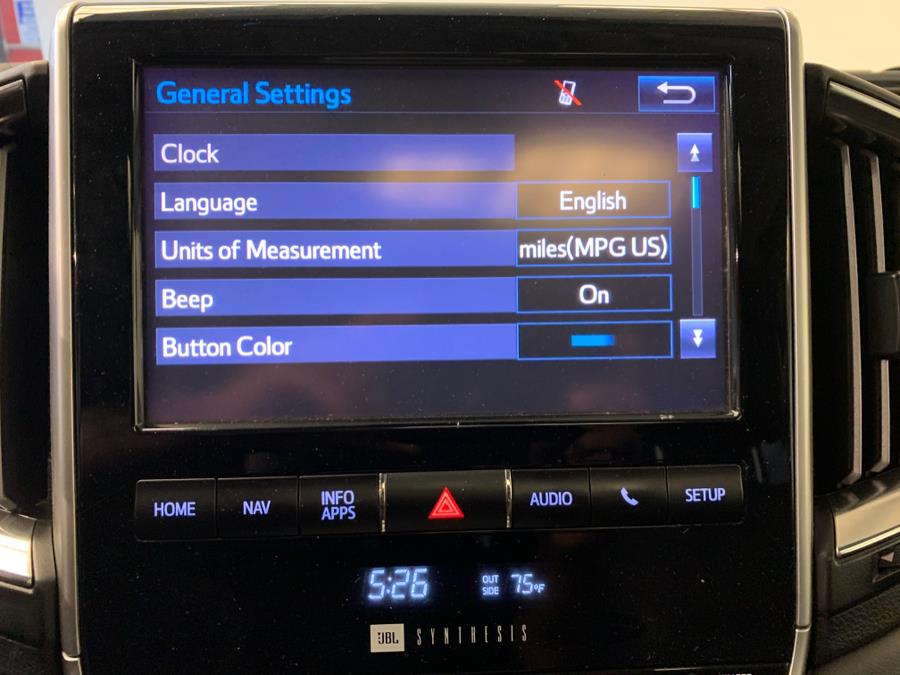 General Settings
Clock
Language English
Units of Measurement miles(MPG US)
Beep On
Button Color
HOME NAV INFO APPS AUDIO SETUP
5:26 OUT SIDE 75°F
JBL SYNTHESIS